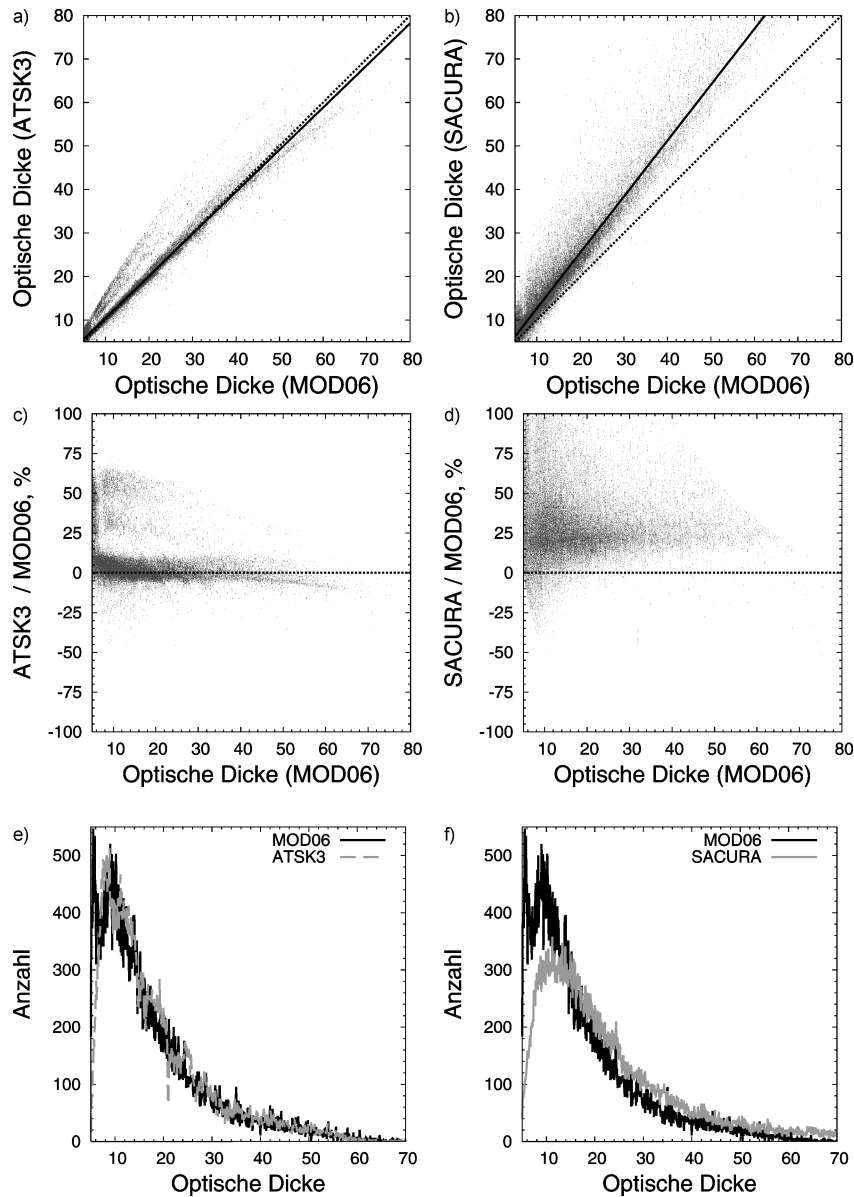 a)
80
70
60
50
40
30
20
10
Optische Dicke (ATSK3)
10 20 30 40 50 60 70 80
Optische Dicke (MOD06)
b)
80
70
60
50
40
30
20
10
Optische Dicke (SACURA)
10 20 30 40 50 60 70 80
Optische Dicke (MOD06)
c)
100
75
50
25
0
-25
-50
-75
-100
ATSK3 / MOD06, %
10 20 30 40 50 60 70 80
Optische Dicke (MOD06)
d)
100
75
50
25
0
-25
-50
-75
-100
SACURA / MOD06, %
10 20 30 40 50 60 70 80
Optische Dicke (MOD06)
e)
MOD06
ATSK3
500
400
300
200
100
0
Anzahl
10 20 30 40 50 60 70
Optische Dicke
f)
MOD06
SACURA
500
400
300
200
100
0
Anzahl
10 20 30 40 50 60 70
Optische Dicke